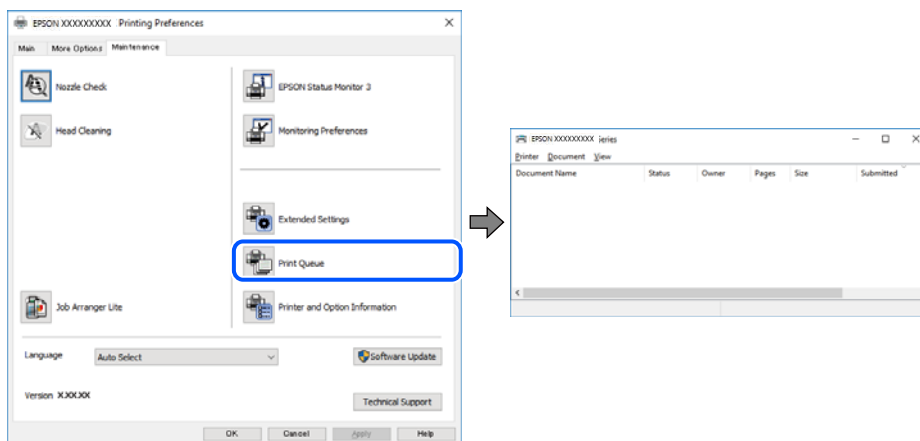 EPSON XXXXXXXXX Printing Preferences
Main More Options Maintenance
Nozzle Check
EPSON Status Monitor 3
Head Cleaning
Monitoring Preferences
Extended Settings
Print Queue
Job Arranger Lite
Printer and Option Information
Language Auto Select Software Update
Version X.XX.XX
Technical Support
OK Cancel Apply Help
EPSON XXXXXXXXX ieries
Printer Document View
Document Name Status Owner Pages Size Submitted